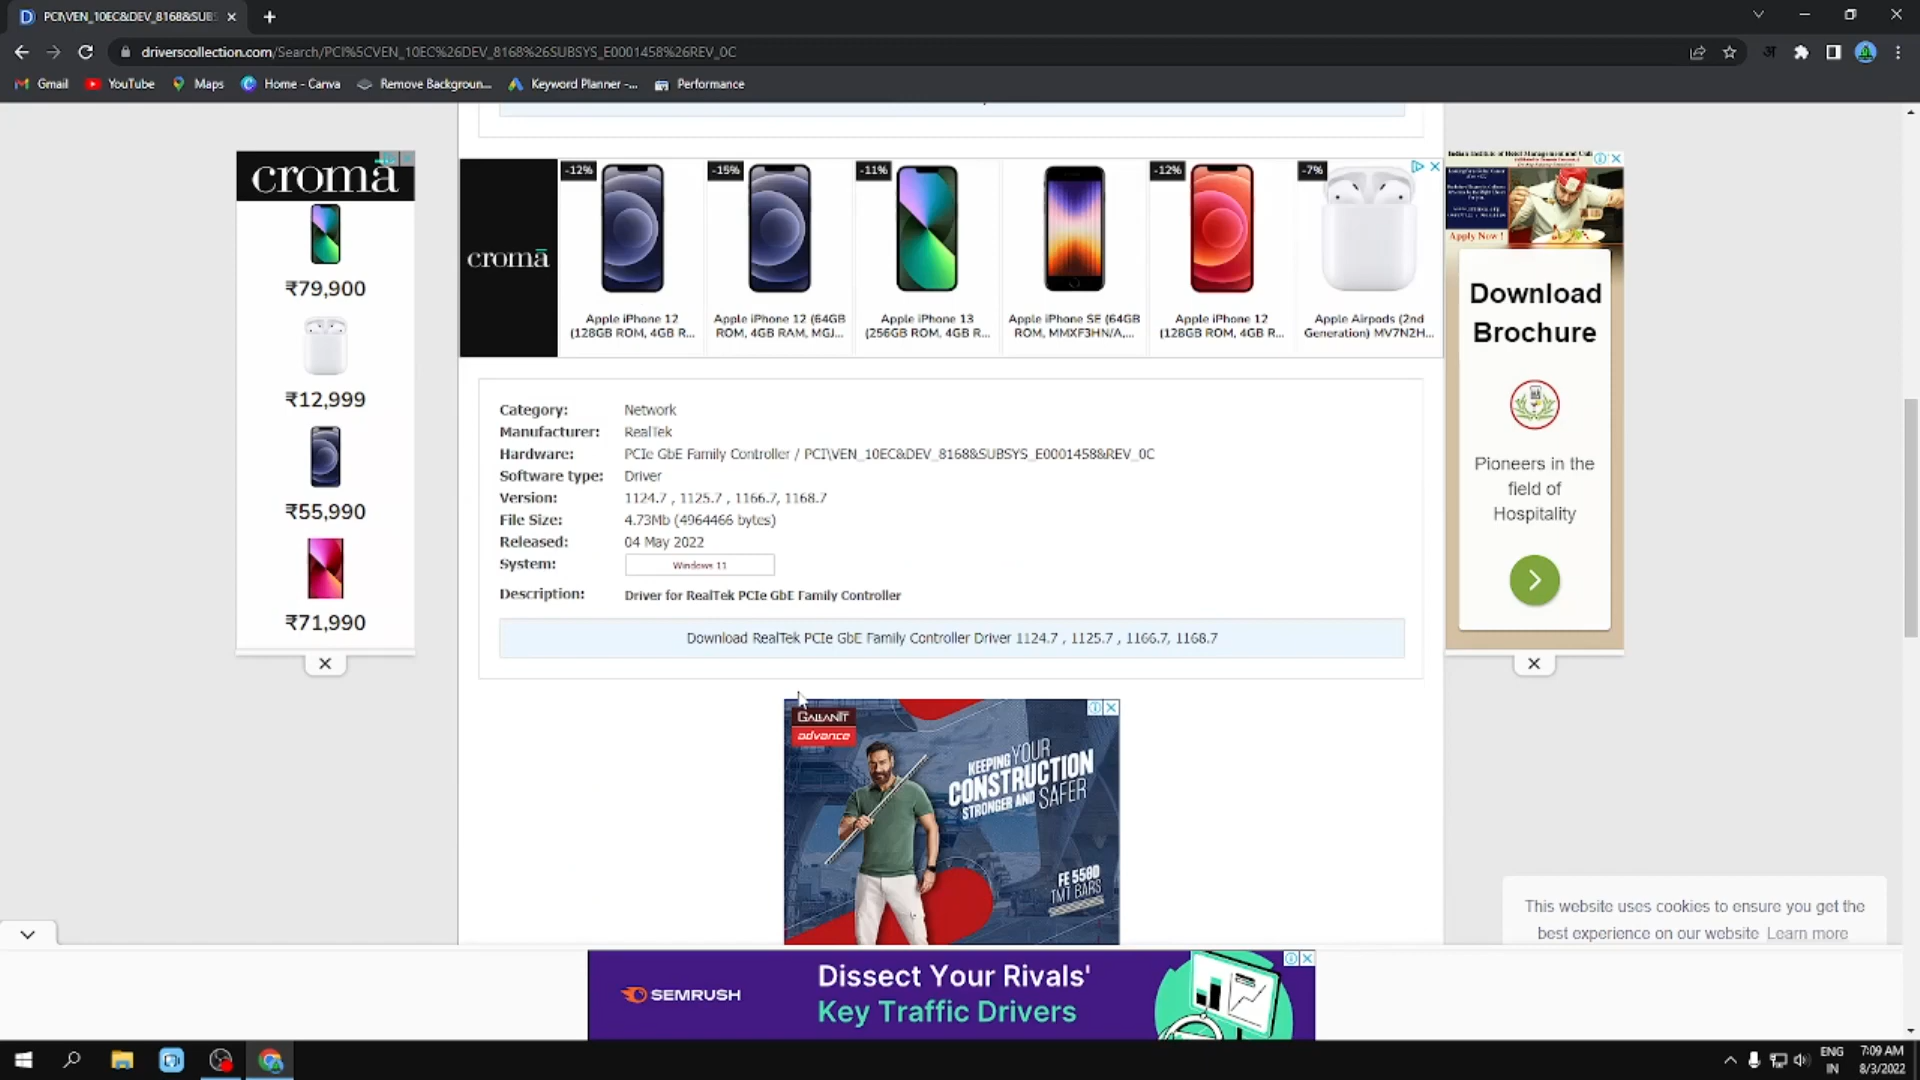 PCI\VEN_10EC&DEV_8168&SUBS
driverscollection.com/Search/PCI%5CVEN_10EC%26DEV_8168%26SUBSYS_E0001458%26REV_0C
Gmail
YouTube
Maps
Home - Canva
Remove Backgroun...
Keyword Planner -...
Performance
croma
₹79,900
₹12,999
₹55,990
₹71,990
croma
-12%
Apple iPhone 12
(128GB ROM, 4GB R...
-15%
Apple iPhone 12 (64GB
ROM, 4GB RAM, MGJ...
-11%
Apple iPhone 13
(256GB ROM, 4GB R...
Apple iPhone SE (64GB
ROM, MMXF3HN/A,...
-12%
Apple iPhone 12
(128GB ROM, 4GB R...
-7%
Apple Airpods (2nd
Generation) MV7N2H...
Category: Network
Manufacturer: RealTek
Hardware: PCIe GbE Family Controller / PCI\VEN_10EC&DEV_8168&SUBSYS_E0001458&REV_0C
Software type: Driver
Version: 1124.7 , 1125.7 , 1166.7, 1168.7
File Size: 4.73Mb (4964466 bytes)
Released: 04 May 2022
System: Windows 11
Description: Driver for RealTek PCIe GbE Family Controller
Download RealTek PCIe GbE Family Controller Driver 1124.7 , 1125.7 , 1166.7, 1168.7
Apply Now !
Download
Brochure
Pioneers in the
field of
Hospitality
GALLANTT
advance
KEEPING YOUR
CONSTRUCTION
STRONGER AND SAFER
FE 550D
TMT BARS
This website uses cookies to ensure you get the
best experience on our website Learn more
SEMRUSH
Dissect Your Rivals'
Key Traffic Drivers
ENG
IN
7:09 AM
8/3/2022